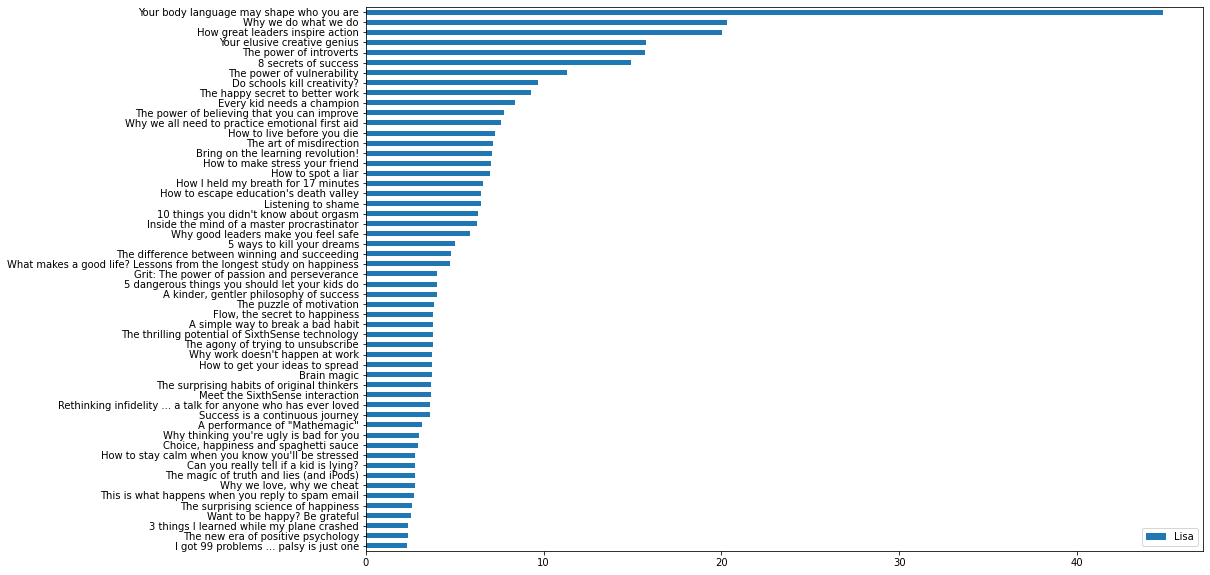 Your body language may shape who you are
Why we do what we do
How great leaders inspire action
Your elusive creative genius
The power of introverts
8 secrets of success
The power of vulnerability
Do schools kill creativity?
The happy secret to better work
Every kid needs a champion
The power of believing that you can improve
Why we all need to practice emotional first aid
How to live before you die
The art of misdirection
Bring on the learning revolution!
How to make stress your friend
How to spot a liar
How I held my breath for 17 minutes
How to escape education's death valley
Listening to shame
10 things you didn't know about orgasm
Inside the mind of a master procrastinator
Why good leaders make you feel safe
5 ways to kill your dreams
The difference between winning and succeeding
What makes a good life? Lessons from the longest study on happiness
Grit: The power of passion and perseverance
5 dangerous things you should let your kids do
A kinder, gentler philosophy of success
The puzzle of motivation
Flow, the secret to happiness
A simple way to break a bad habit
The thrilling potential of SixthSense technology
The agony of trying to unsubscribe
Why work doesn't happen at work
How to get your ideas to spread
Brain magic
The surprising habits of original thinkers
Meet the SixthSense interaction
Rethinking infidelity ... a talk for anyone who has ever loved
Success is a continuous journey
A performance of "Mathemagic"
Why thinking you're ugly is bad for you
Choice, happiness and spaghetti sauce
How to stay calm when you know you'll be stressed
Can you really tell if a kid is lying?
The magic of truth and lies (and iPods)
Why we love, why we cheat
This is what happens when you reply to spam email
The surprising science of happiness
Want to be happy? Be grateful
3 things I learned while my plane crashed
The new era of positive psychology
I got 99 problems ... palsy is just one
Lisa
0 10 20 30 40